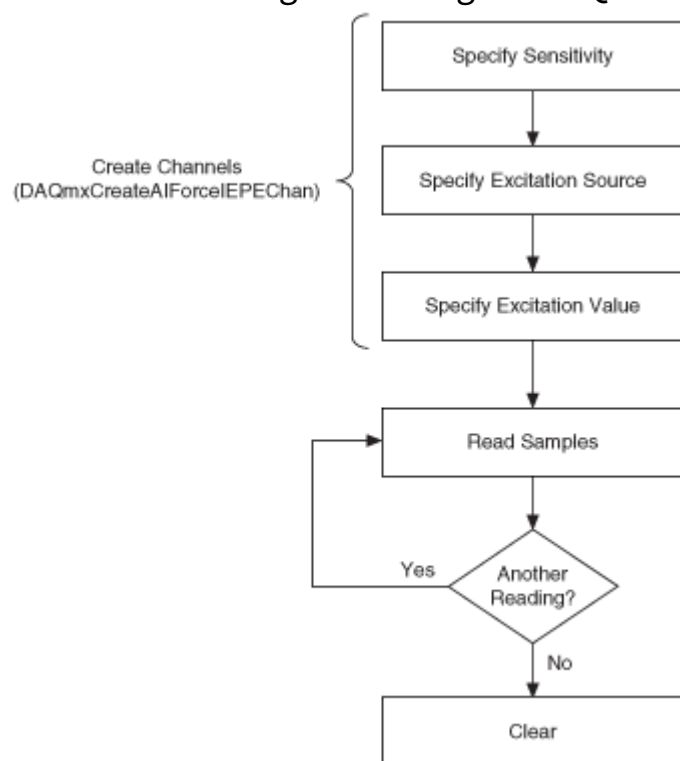 Specify Sensitivity
Create Channels
(DAQmxCreateAIForceIEPEChan)
Specify Excitation Source
Specify Excitation Value
Read Samples
Yes
Another
Reading?
No
Clear